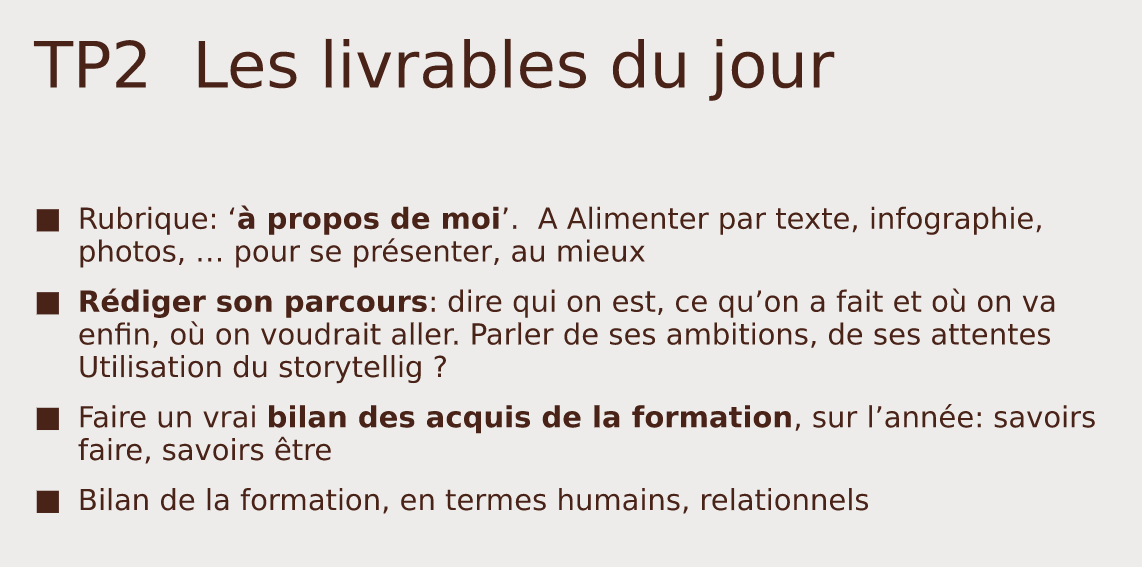 TP2  Les livrables du jour
■ Rubrique: ‘à propos de moi’.  A Alimenter par texte, infographie,
photos, … pour se présenter, au mieux
■ Rédiger son parcours: dire qui on est, ce qu’on a fait et où on va
enfin, où on voudrait aller. Parler de ses ambitions, de ses attentes
Utilisation du storytellig ?
■ Faire un vrai bilan des acquis de la formation, sur l’année: savoirs
faire, savoirs être
■ Bilan de la formation, en termes humains, relationnels